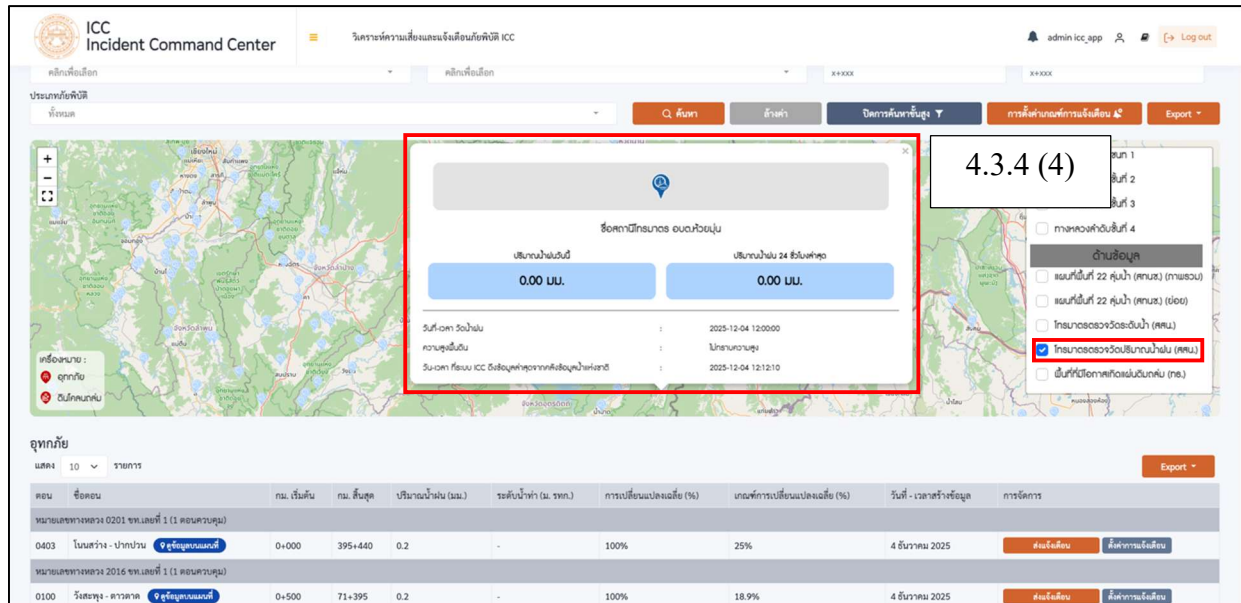 ICC
Incident Command Center
วิเคราะห์ความเสี่ยงและแจ้งเตือนภัยพิบัติ ICC
admin icc_app
Log out
คลิกเพื่อเลือก
คลิกเพื่อเลือก
x+xxx
x+xxx
ประเภทภัยพิบัติ
ทั้งหมด
ค้นหา
ล้างค่า
ปิดการค้นหาขั้นสูง
การตั้งค่าเกณฑ์การแจ้งเตือน
Export
4.3.4 (4)
ชื่อสถานีโทรมาตร อบต.ห้วยมุ่น
ปริมาณน้ำฝนวันนี้
ปริมาณน้ำฝน 24 ชั่วโมงล่าสุด
0.00 มม.
0.00 มม.
วันที่-เวลา วัดน้ำฝน : 2025-12-04 12:00:00
ความสูงพื้นดิน : ไม่ทราบความสูง
วัน-เวลา ที่ระบบ ICC ดึงข้อมูลล่าสุดจากคลังข้อมูลน้ำแห่งชาติ : 2025-12-04 12:12:10
ชั้นที่ 2
ชั้นที่ 3
ทางหลวงลำดับชั้นที่ 4
ด้านข้อมูล
แผนที่พื้นที่ 22 ลุ่มน้ำ (สทนช.) (ภาพรวม)
แผนที่พื้นที่ 22 ลุ่มน้ำ (สทนช.) (ย่อย)
โทรมาตรตรวจวัดระดับน้ำ (สสน.)
โทรมาตรตรวจวัดปริมาณน้ำฝน (สสน.)
พื้นที่ที่มีโอกาสเกิดแผ่นดินถล่ม (ทธ.)
เครื่องหมาย :
อุทกภัย
ดินโคลนถล่ม
อุทกภัย
แสดง 10 รายการ
Export
ตอน ชื่อตอน กม. เริ่มต้น กม. สิ้นสุด ปริมาณน้ำฝน (มม.) ระดับน้ำท่า (ม. รทก.) การเปลี่ยนแปลงเฉลี่ย (%) เกณฑ์การเปลี่ยนแปลงเฉลี่ย (%) วันที่ - เวลาสร้างข้อมูล การจัดการ
หมายเลขทางหลวง 0201 ขท.เลยที่ 1 (1 ตอนควบคุม)
0403 โนนสว่าง - ปากปวน ดูข้อมูลบนแผนที่ 0+000 395+440 0.2 - 100% 25% 4 ธันวาคม 2025 ส่งแจ้งเตือน ตั้งค่าการแจ้งเตือน
หมายเลขทางหลวง 2016 ขท.เลยที่ 1 (1 ตอนควบคุม)
0100 วังสะพุง - ตาวตาด ดูข้อมูลบนแผนที่ 0+500 71+395 0.2 - 100% 18.9% 4 ธันวาคม 2025 ส่งแจ้งเตือน ตั้งค่าการแจ้งเตือน